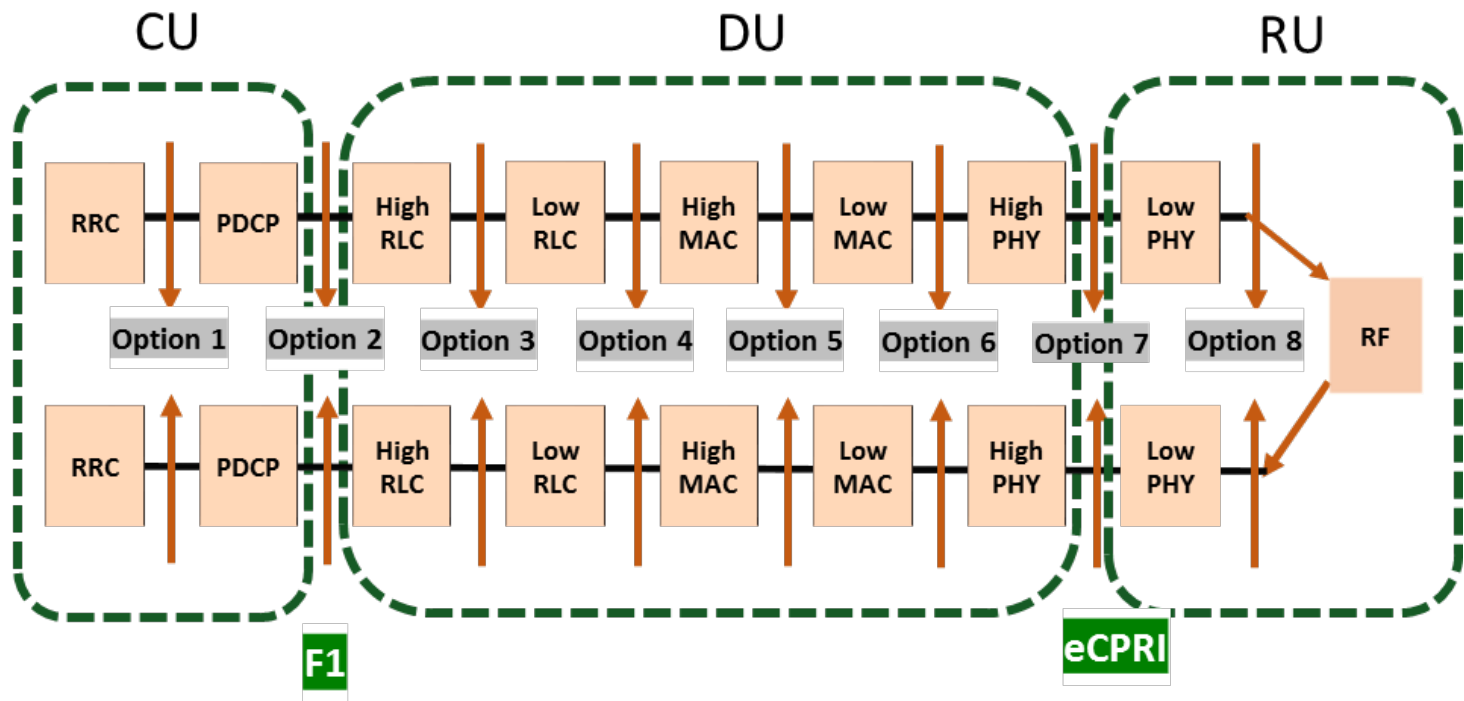 CU
DU
RU
RRC
PDCP
High
RLC
Low
RLC
High
MAC
Low
MAC
High
PHY
Low
PHY
Option 1
Option 2
Option 3
Option 4
Option 5
Option 6
Option 7
Option 8
RF
RRC
PDCP
High
RLC
Low
RLC
High
MAC
Low
MAC
High
PHY
Low
PHY
F1
eCPRI